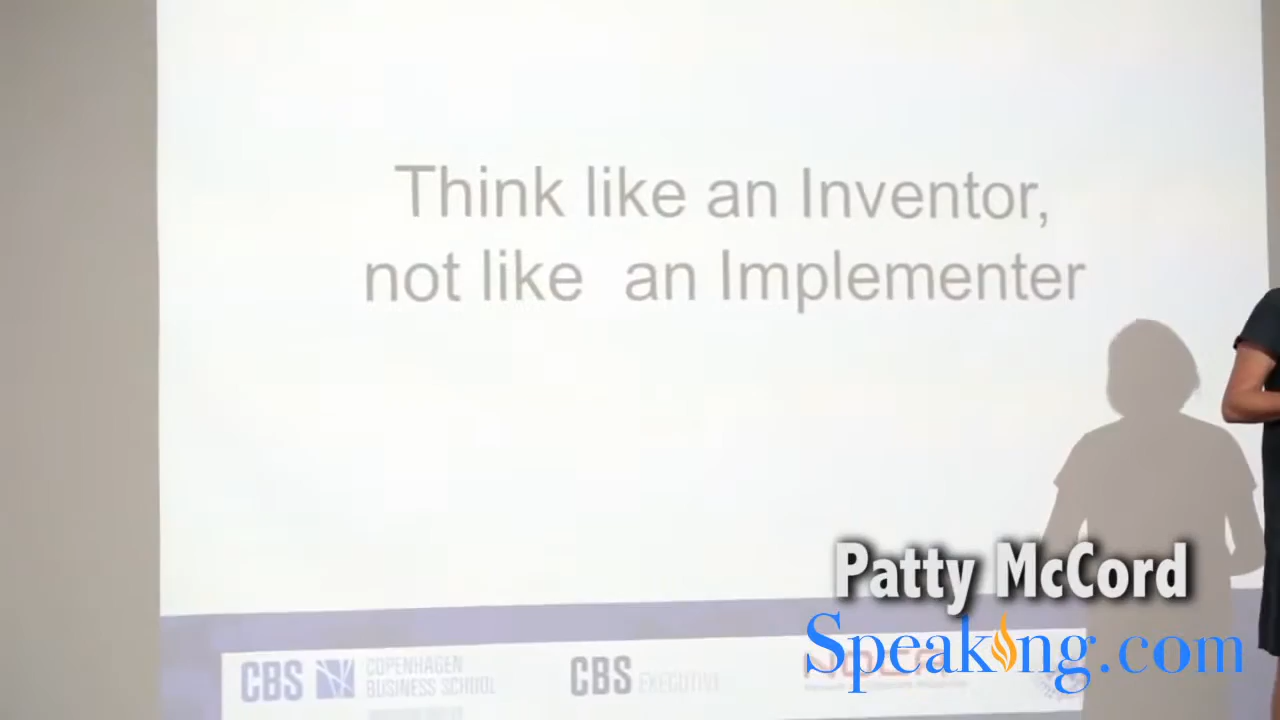 Think like an Inventor,
not like an Implementer
Patty McCord
Speaking.com
CBS COPENHAGEN
BUSINESS SCHOOL
CBS EXECUTIVE